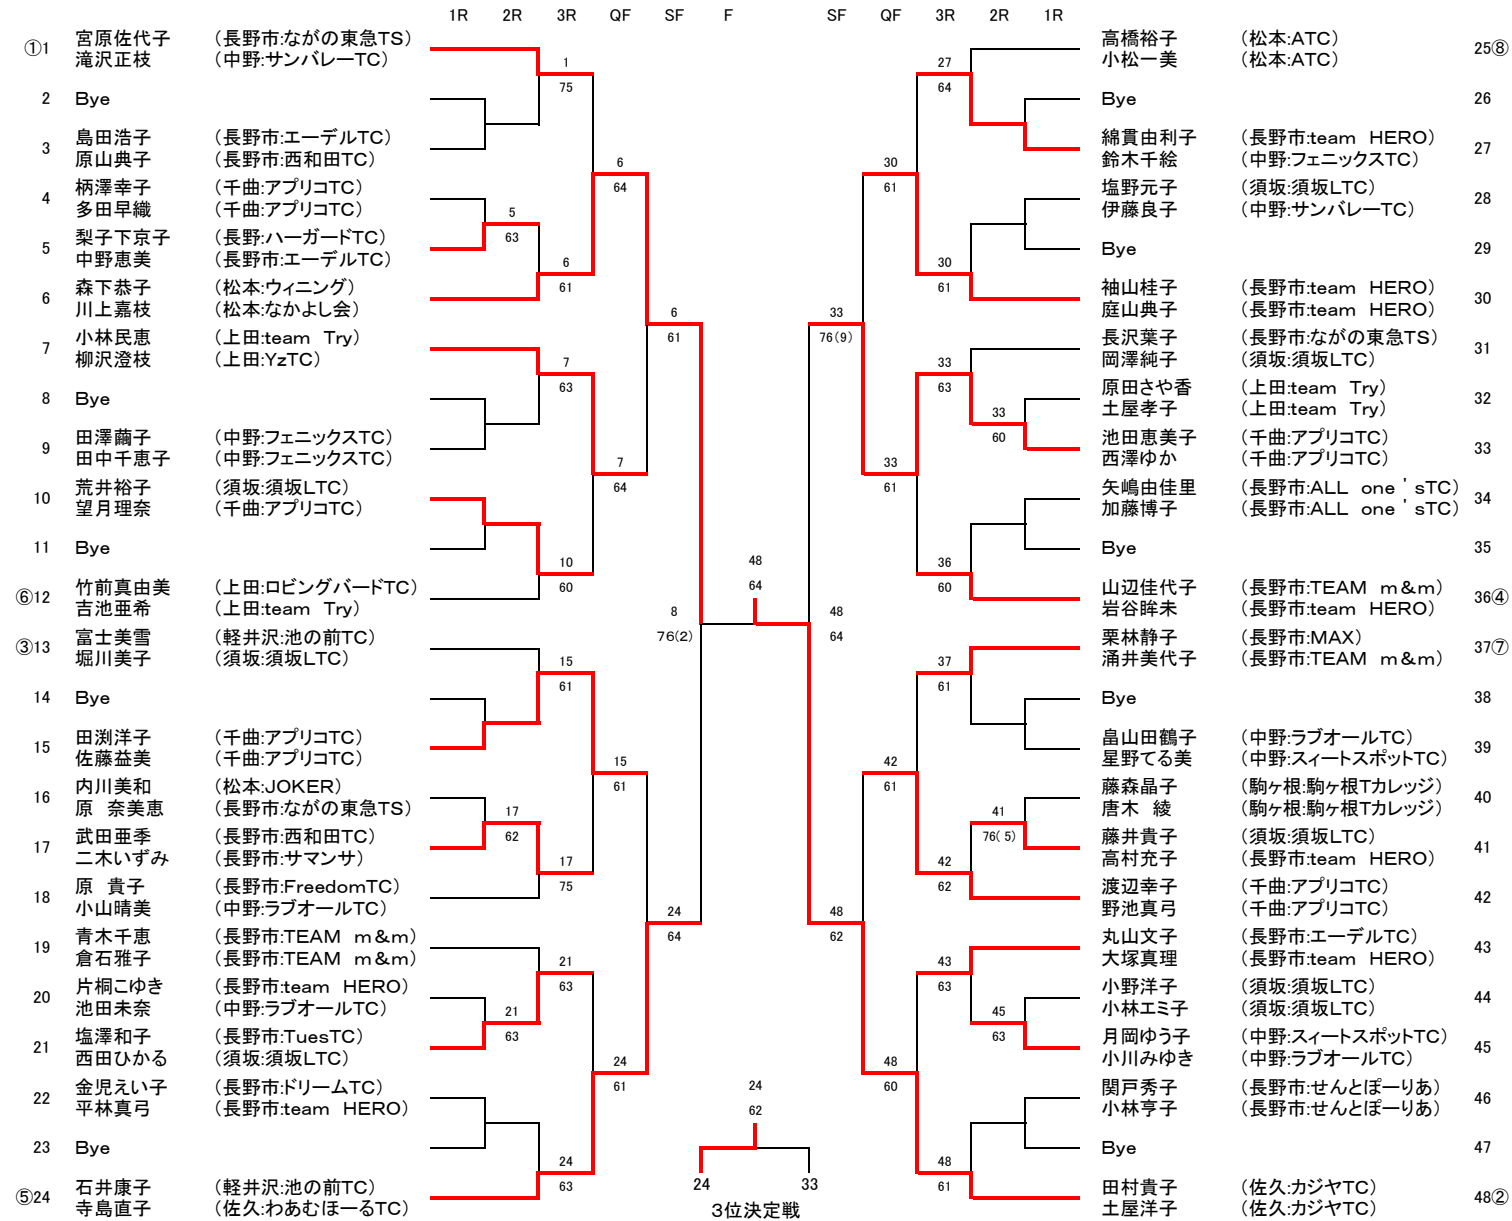 1R 2R 3R QF SF F SF QF 3R 2R 1R
①1 宮原佐代子 （長野市:ながの東急TS）
滝沢正枝 （中野:サンバレーTC）
2 Bye
3 島田浩子 （長野市:エーデルTC）
原山典子 （長野市:西和田TC）
4 柄澤幸子 （千曲:アプリコTC）
多田早織 （千曲:アプリコTC）
5 梨子下京子 （長野:ハーガードTC）
中野恵美 （長野市:エーデルTC）
6 森下恭子 （松本:ウィニング）
川上嘉枝 （松本:なかよし会）
7 小林民恵 （上田:team Try）
柳沢澄枝 （上田:YzTC）
8 Bye
9 田澤繭子 （中野:フェニックスTC）
田中千恵子 （中野:フェニックスTC）
10 荒井裕子 （須坂:須坂LTC）
望月理奈 （千曲:アプリコTC）
11 Bye
⑥12 竹前真由美 （上田:ロビングバードTC）
吉池亜希 （上田:team Try）
③13 富士美雪 （軽井沢:池の前TC）
堀川美子 （須坂:須坂LTC）
14 Bye
15 田渕洋子 （千曲:アプリコTC）
佐藤益美 （千曲:アプリコTC）
16 内川美和 （松本:JOKER）
原 奈美恵 （長野市:ながの東急TS）
17 武田亜季 （長野市:西和田TC）
二木いずみ （長野市:サマンサ）
18 原 貴子 （長野市:FreedomTC）
小山晴美 （中野:ラブオールTC）
19 青木千恵 （長野市:TEAM m&m）
倉石雅子 （長野市:TEAM m&m）
20 片桐こゆき （長野市:team HERO）
池田未奈 （中野:ラブオールTC）
21 塩澤和子 （長野市:TuesTC）
西田ひかる （須坂:須坂LTC）
22 金児えい子 （長野市:ドリームTC）
平林真弓 （長野市:team HERO）
23 Bye
⑤24 石井康子 （軽井沢:池の前TC）
寺島直子 （佐久:わあむほーるTC）
5
63
17
62
21
63
1
75
6
61
7
63
10
60
15
61
17
75
21
63
24
63
6
64
7
64
15
61
24
61
6
61
24
64
8
76(2)
48
64
48
64
24
62
24 33
3位決定戦
33
76(9)
48
62
30
61
33
61
42
61
48
60
27
64
30
61
33
63
36
60
37
61
42
62
43
63
48
61
33
60
41
76( 5)
45
63
高橋裕子 （松本:ATC） 25⑧
小松一美 （松本:ATC）
Bye 26
綿貫由利子 （長野市:team HERO） 27
鈴木千絵 （中野:フェニックスTC）
塩野元子 （須坂:須坂LTC） 28
伊藤良子 （中野:サンバレーTC）
Bye 29
袖山桂子 （長野市:team HERO） 30
庭山典子 （長野市:team HERO）
長沢葉子 （長野市:ながの東急TS） 31
岡澤純子 （須坂:須坂LTC）
原田さや香 （上田:team Try） 32
土屋孝子 （上田:team Try）
池田恵美子 （千曲:アプリコTC） 33
西澤ゆか （千曲:アプリコTC）
矢嶋由佳里 （長野市:ALL one ' sTC） 34
加藤博子 （長野市:ALL one ' sTC）
Bye 35
山辺佳代子 （長野市:TEAM m&m） 36④
岩谷眸未 （長野市:team HERO）
栗林静子 （長野市:MAX） 37⑦
涌井美代子 （長野市:TEAM m&m）
Bye 38
畠山田鶴子 （中野:ラブオールTC） 39
星野てる美 （中野:スィートスポットTC）
藤森晶子 （駒ヶ根:駒ヶ根Tカレッジ） 40
唐木 綾 （駒ヶ根:駒ヶ根Tカレッジ）
藤井貴子 （須坂:須坂LTC） 41
高村充子 （長野市:team HERO）
渡辺幸子 （千曲:アプリコTC） 42
野池真弓 （千曲:アプリコTC）
丸山文子 （長野市:エーデルTC） 43
大塚真理 （長野市:team HERO）
小野洋子 （須坂:須坂LTC） 44
小林エミ子 （須坂:須坂LTC）
月岡ゆう子 （中野:スィートスポットTC） 45
小川みゆき （中野:ラブオールTC）
関戸秀子 （長野市:せんとぽーりあ） 46
小林亨子 （長野市:せんとぽーりあ）
Bye 47
田村貴子 （佐久:カジヤTC） 48②
土屋洋子 （佐久:カジヤTC）